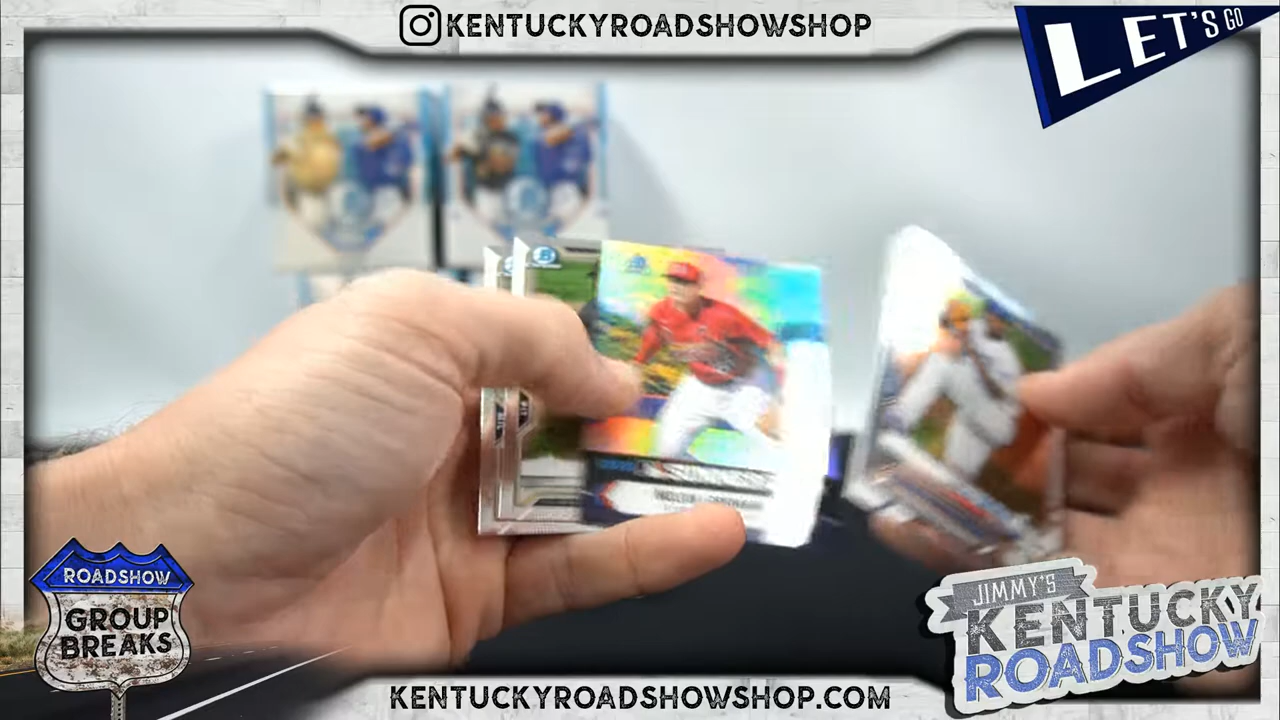 KENTUCKYROADSHOWSHOP
LET'S GO
ROADSHOW
GROUP
BREAKS
JIMMY'S
KENTUCKY
ROADSHOW
KENTUCKYROADSHOWSHOP.COM